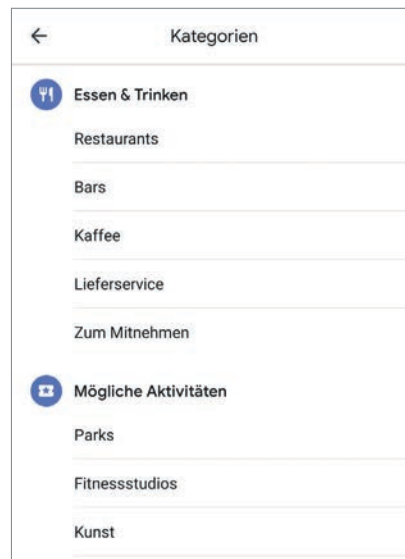 Kategorien
Essen & Trinken
Restaurants
Bars
Kaffee
Lieferservice
Zum Mitnehmen
Mögliche Aktivitäten
Parks
Fitnessstudios
Kunst